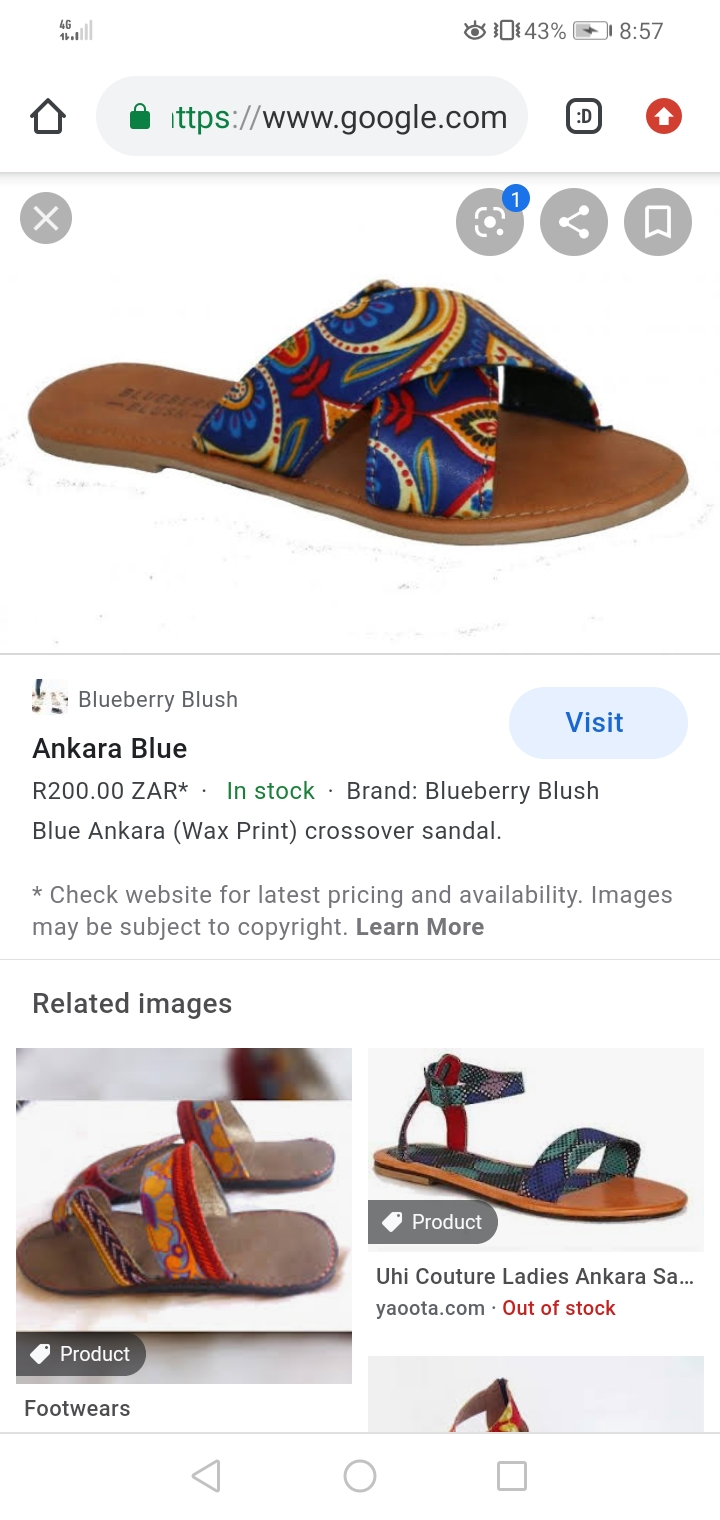 4G
43%
8:57
ttps://www.google.com
:D
1
BLUEBERRY
BLUSH
Blueberry Blush
Visit
Ankara Blue
R200.00 ZAR* · In stock · Brand: Blueberry Blush
Blue Ankara (Wax Print) crossover sandal.
* Check website for latest pricing and availability. Images
may be subject to copyright. Learn More
Related images
Product
Uhi Couture Ladies Ankara Sa...
yaoota.com · Out of stock
Product
Footwears